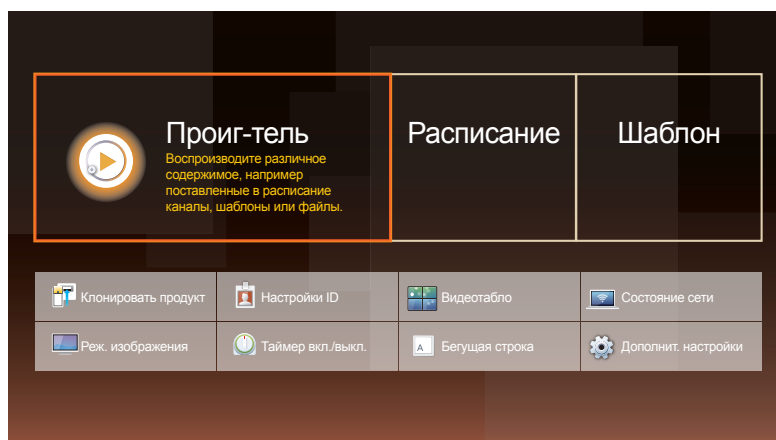 Проиг-тель
Воспроизводите различное
содержимое, например
поставленные в расписание
каналы, шаблоны или файлы.
Расписание
Шаблон
Клонировать продукт
Настройки ID
Видеотабло
Состояние сети
Реж. изображения
Таймер вкл./выкл.
A
Бегущая строка
Дополнит. настройки